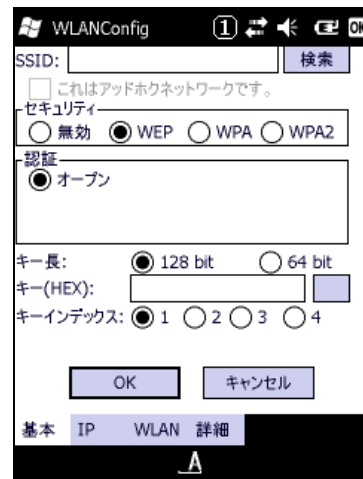 WLANConfig 1 OK
SSID: 検索
これはアッドホクネットワークです。
セキュリティ
無効 WEP WPA WPA2
認証
オープン
キー長: 128 bit 64 bit
キー(HEX):
キーインデックス: 1 2 3 4
OK キャンセル
基本 IP WLAN 詳細
A